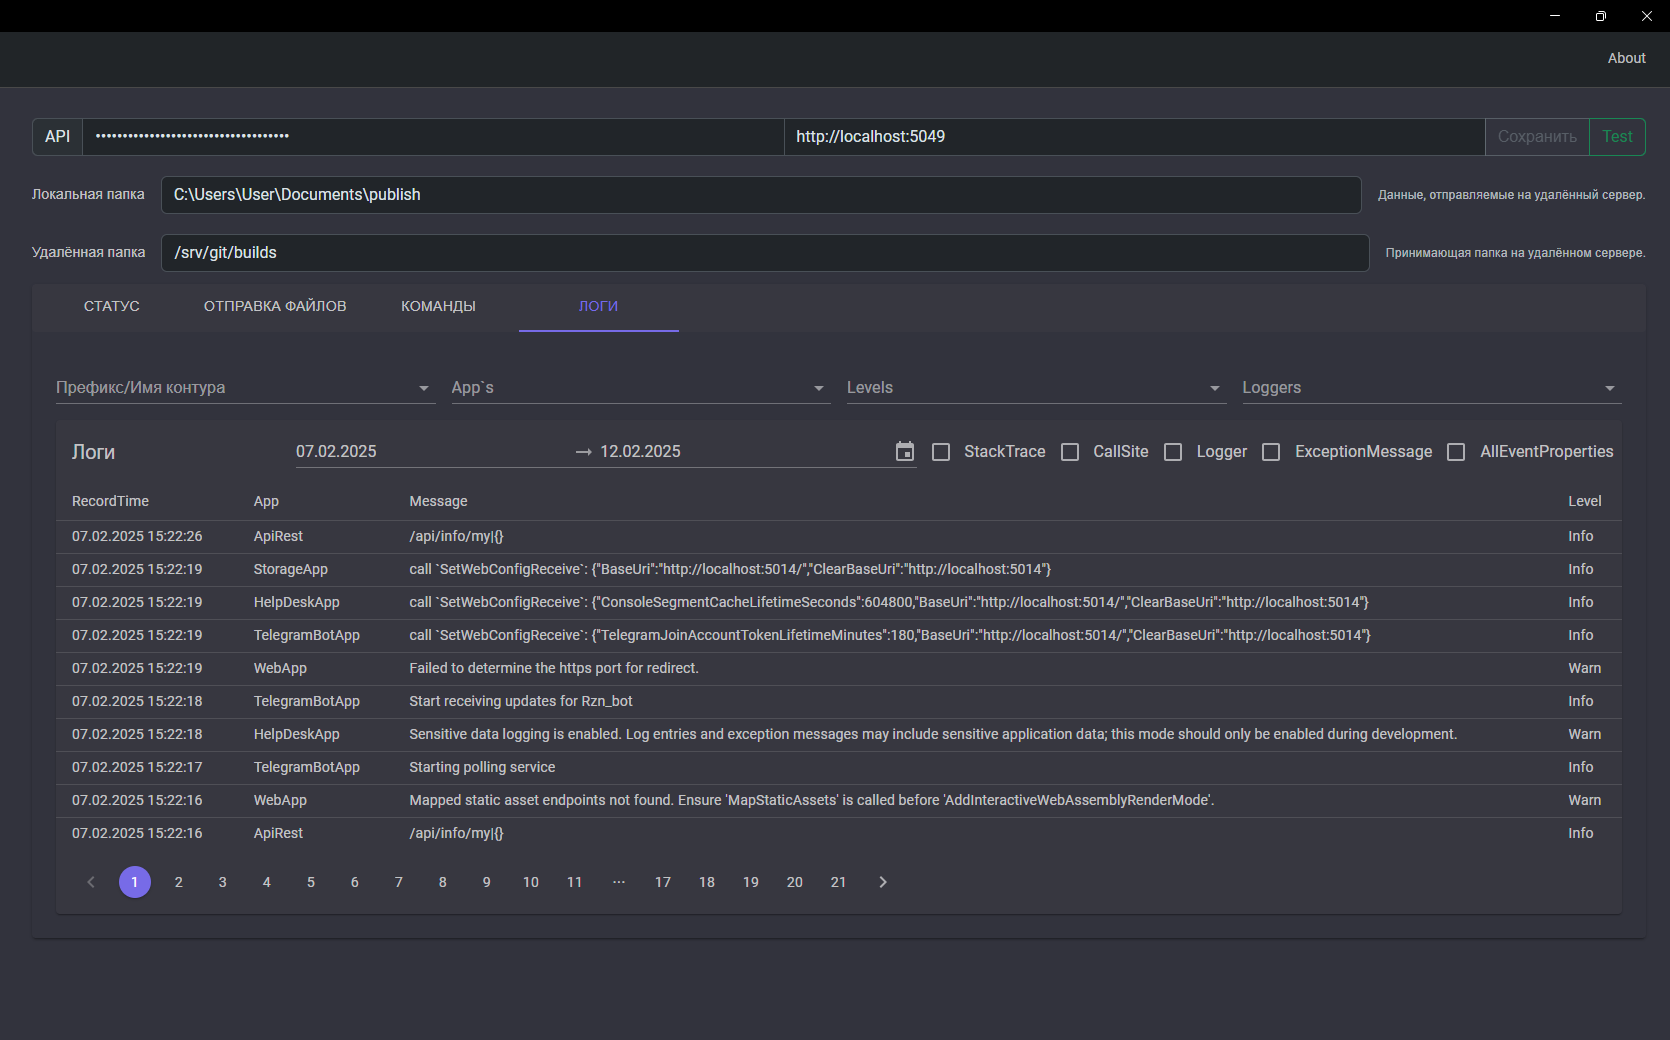 About
API •••••••••••••••••••••••••••••••••••• http://localhost:5049 Сохранить Test
Локальная папка C:\Users\User\Documents\publish Данные, отправляемые на удалённый сервер.
Удалённая папка /srv/git/builds Принимающая папка на удалённом сервере.
СТАТУС ОТПРАВКА ФАЙЛОВ КОМАНДЫ ЛОГИ
Префикс/Имя контура App`s Levels Loggers
Логи 07.02.2025 → 12.02.2025 StackTrace CallSite Logger ExceptionMessage AllEventProperties
RecordTime App Message Level
07.02.2025 15:22:26 ApiRest /api/info/my|{} Info
07.02.2025 15:22:19 StorageApp call `SetWebConfigReceive`: {"BaseUri":"http://localhost:5014/","ClearBaseUri":"http://localhost:5014"} Info
07.02.2025 15:22:19 HelpDeskApp call `SetWebConfigReceive`: {"ConsoleSegmentCacheLifetimeSeconds":604800,"BaseUri":"http://localhost:5014/","ClearBaseUri":"http://localhost:5014"} Info
07.02.2025 15:22:19 TelegramBotApp call `SetWebConfigReceive`: {"TelegramJoinAccountTokenLifetimeMinutes":180,"BaseUri":"http://localhost:5014/","ClearBaseUri":"http://localhost:5014"} Info
07.02.2025 15:22:19 WebApp Failed to determine the https port for redirect. Warn
07.02.2025 15:22:18 TelegramBotApp Start receiving updates for Rzn_bot Info
07.02.2025 15:22:18 HelpDeskApp Sensitive data logging is enabled. Log entries and exception messages may include sensitive application data; this mode should only be enabled during development. Warn
07.02.2025 15:22:17 TelegramBotApp Starting polling service Info
07.02.2025 15:22:16 WebApp Mapped static asset endpoints not found. Ensure 'MapStaticAssets' is called before 'AddInteractiveWebAssemblyRenderMode'. Warn
07.02.2025 15:22:16 ApiRest /api/info/my|{} Info
1 2 3 4 5 6 7 8 9 10 11 ... 17 18 19 20 21